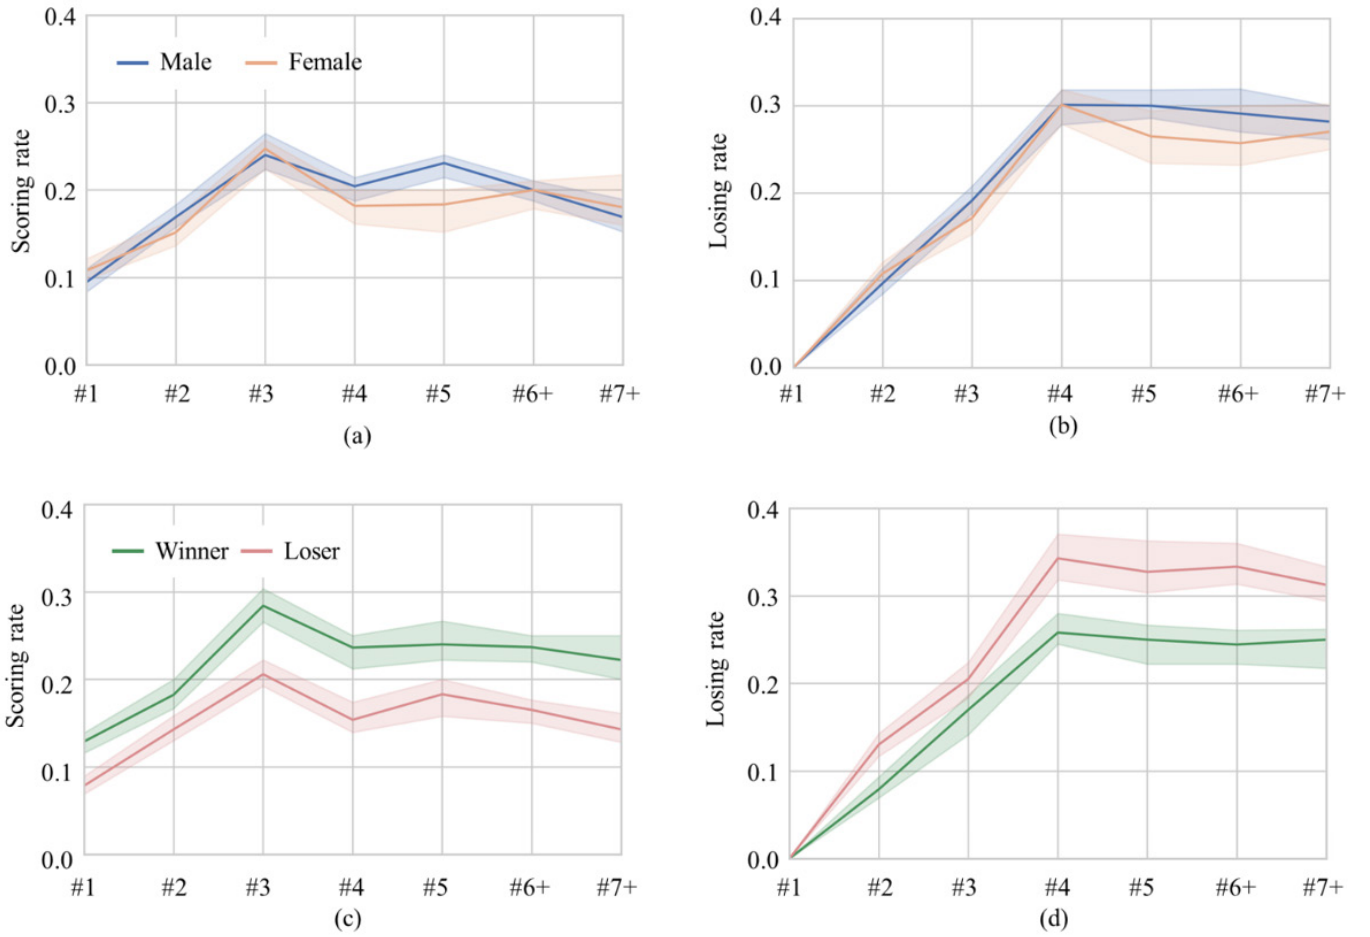 0.4
0.3
0.2
0.1
0.0
Scoring rate
Male Female
#1 #2 #3 #4 #5 #6+ #7+
(a)
0.4
0.3
0.2
0.1
0.0
Losing rate
#1 #2 #3 #4 #5 #6+ #7+
(b)
0.4
0.3
0.2
0.1
0.0
Scoring rate
Winner Loser
#1 #2 #3 #4 #5 #6+ #7+
(c)
0.4
0.3
0.2
0.1
0.0
Losing rate
#1 #2 #3 #4 #5 #6+ #7+
(d)